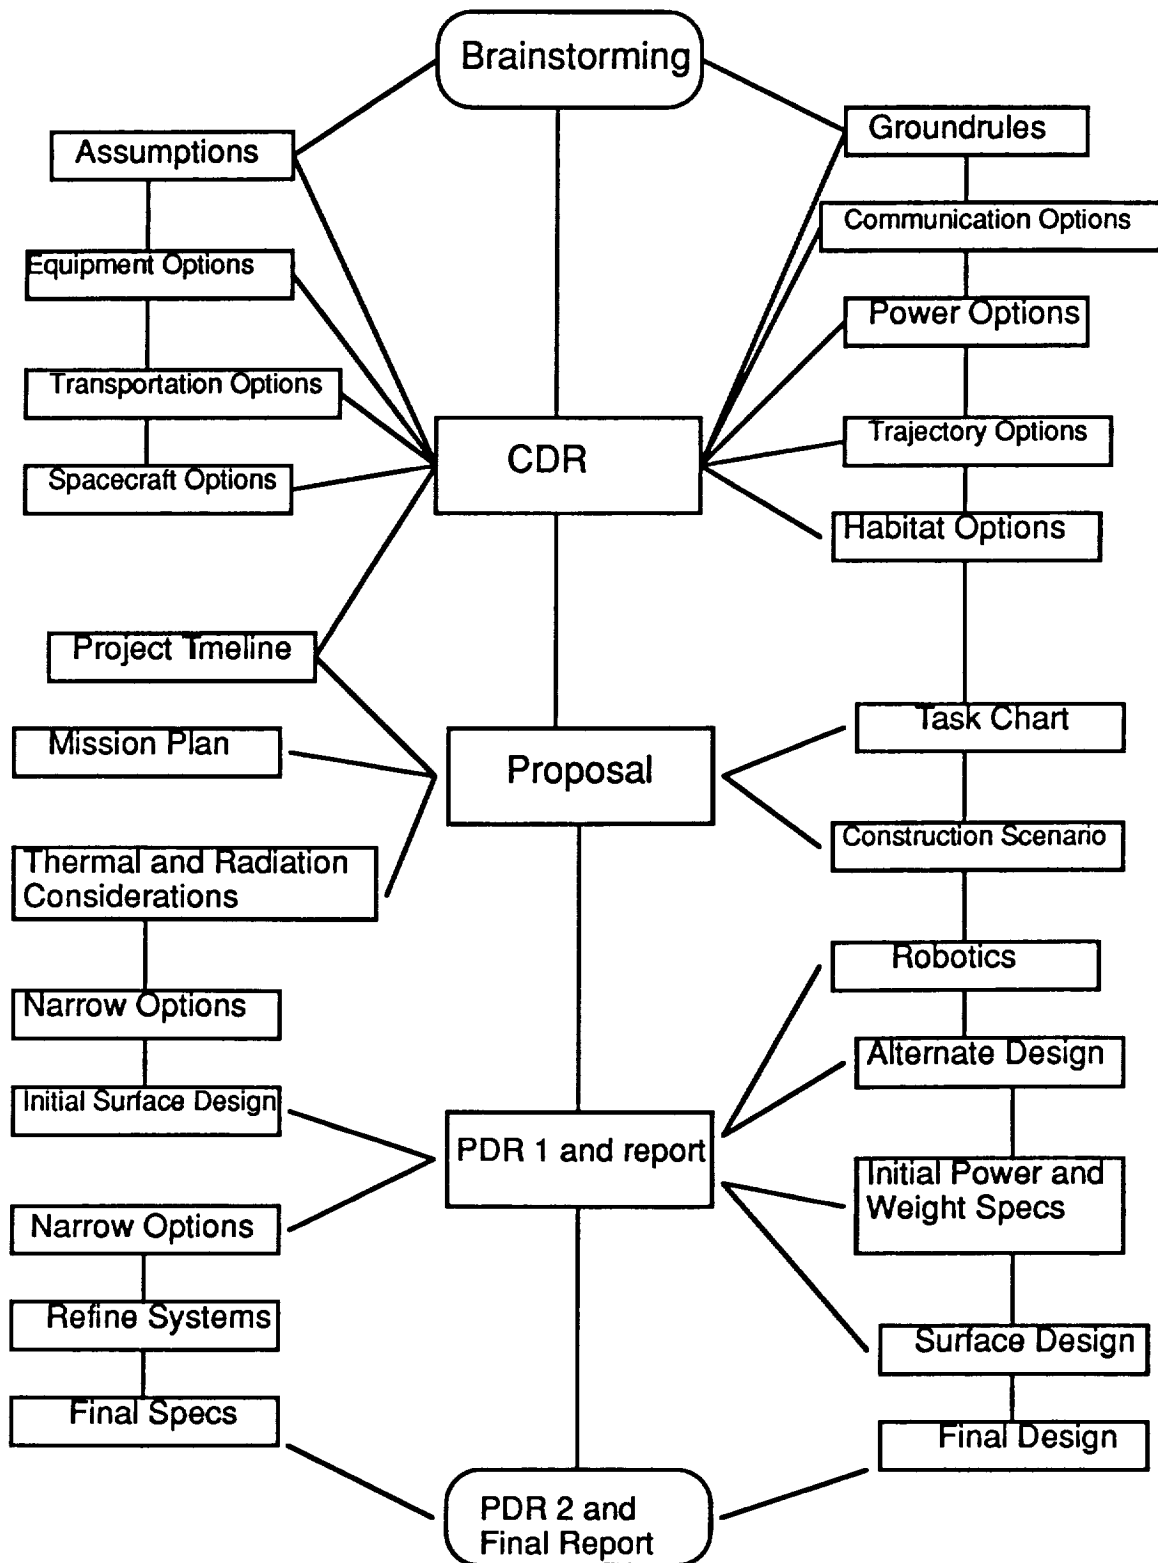 Brainstorming
Assumptions
Groundrules
Communication Options
Equipment Options
Power Options
Transportation Options
Trajectory Options
CDR
Spacecraft Options
Habitat Options
Project Tmeline
Task Chart
Mission Plan
Proposal
Construction Scenario
Thermal and Radiation
Considerations
Robotics
Narrow Options
Alternate Design
Initial Surface Design
PDR 1 and report
Initial Power and
Weight Specs
Narrow Options
Refine Systems
Surface Design
Final Specs
Final Design
PDR 2 and
Final Report